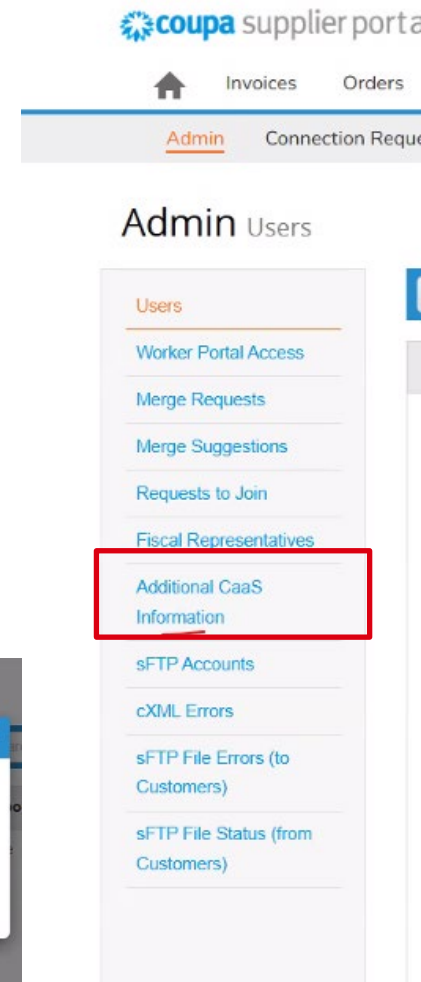 coupa supplier porta
Invoices Orders
Admin Connection Reque
Admin Users
Users
Worker Portal Access
Merge Requests
Merge Suggestions
Requests to Join
Fiscal Representatives
Additional CaaS
Information
sFTP Accounts
cXML Errors
sFTP File Errors (to
Customers)
sFTP File Status (from
Customers)